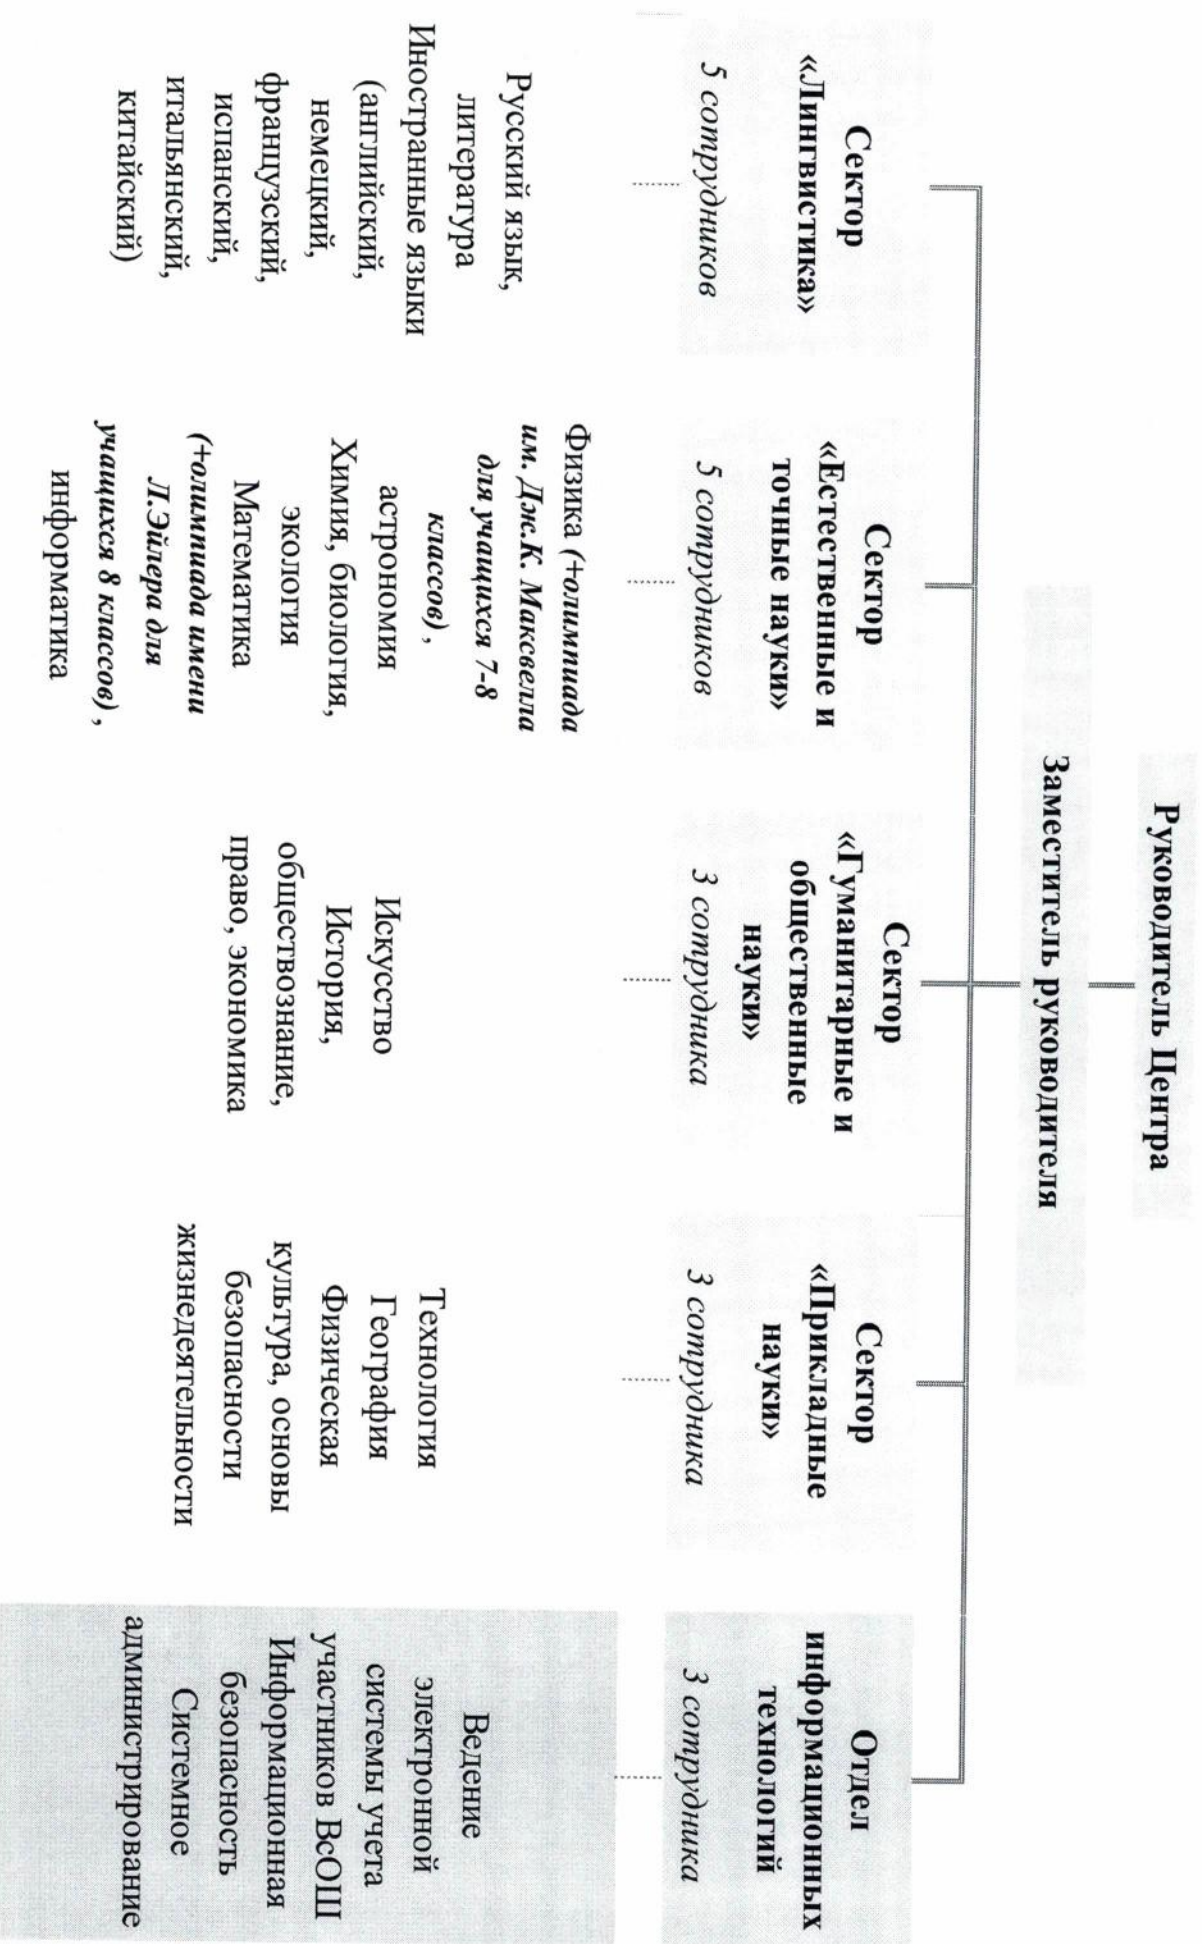 Руководитель Центра
Заместитель руководителя
Сектор
«Лингвистика»
5 сотрудников
Русский язык,
литература
Иностранные языки
(английский,
немецкий,
французский,
испанский,
итальянский,
китайский)
Сектор
«Естественные и
точные науки»
5 сотрудников
Физика (+олимпиада
им. Дж.К. Максвелла
для учащихся 7-8
классов),
астрономия
Химия, биология,
экология
Математика
(+олимпиада имени
Л.Эйлера для
учащихся 8 классов),
информатика
Сектор
«Гуманитарные и
общественные
науки»
3 сотрудника
Искусство
История,
обществознание,
право, экономика
Сектор
«Прикладные
науки»
3 сотрудника
Технология
География
Физическая
культура, основы
безопасности
жизнедеятельности
Отдел
информационных
технологий
3 сотрудника
Ведение
электронной
системы учета
участников ВсОШ
Информационная
безопасность
Системное
администрирование